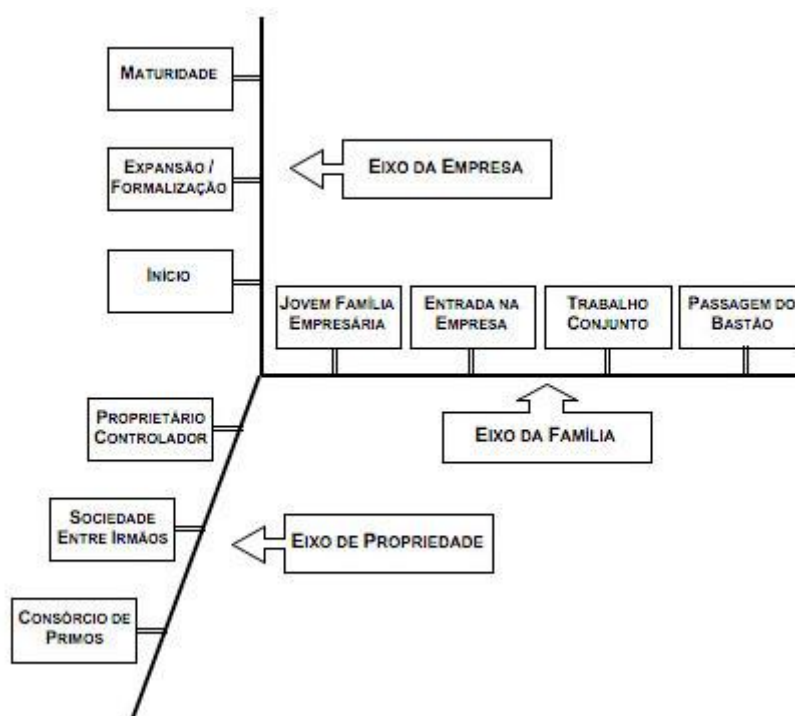 MATURIDADE
EXPANSÃO /
FORMALIZAÇÃO
EIXO DA EMPRESA
INÍCIO
JOVEM FAMÍLIA
EMPRESÁRIA
ENTRADA NA
EMPRESA
TRABALHO
CONJUNTO
PASSAGEM DO
BASTÃO
PROPRIETÁRIO
CONTROLADOR
EIXO DA FAMÍLIA
SOCIEDADE
ENTRE IRMÃOS
EIXO DE PROPRIEDADE
CONSÓRCIO DE
PRIMOS